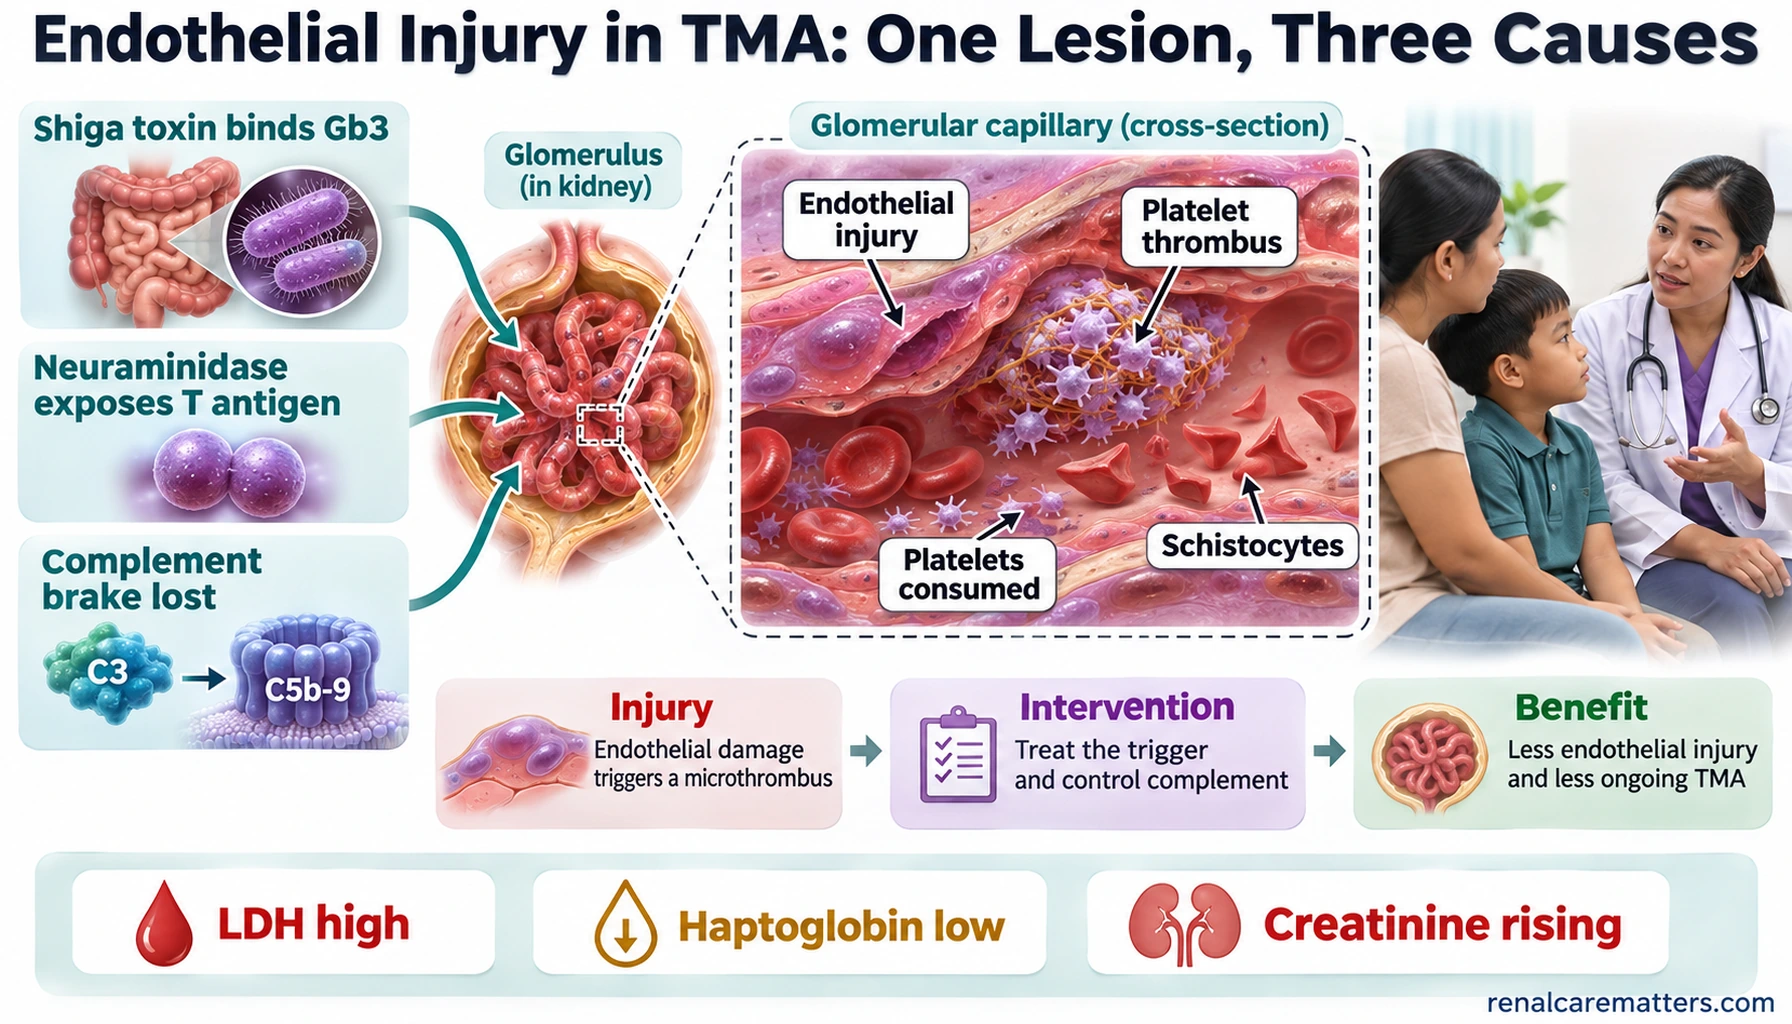 Endothelial Injury in TMA: One Lesion, Three Causes
Shiga toxin binds Gb3
Neuraminidase
exposes T antigen
Complement
brake lost
C3
C5b-9
Glomerulus
(in kidney)
Glomerular capillary (cross-section)
Endothelial
injury
Platelet
thrombus
Platelets
consumed
Schistocytes
Injury
Endothelial damage
triggers a microthrombus
Intervention
Treat the trigger
and control complement
Benefit
Less endothelial injury
and less ongoing TMA
LDH high
Haptoglobin low
Creatinine rising
renalcarematters.com